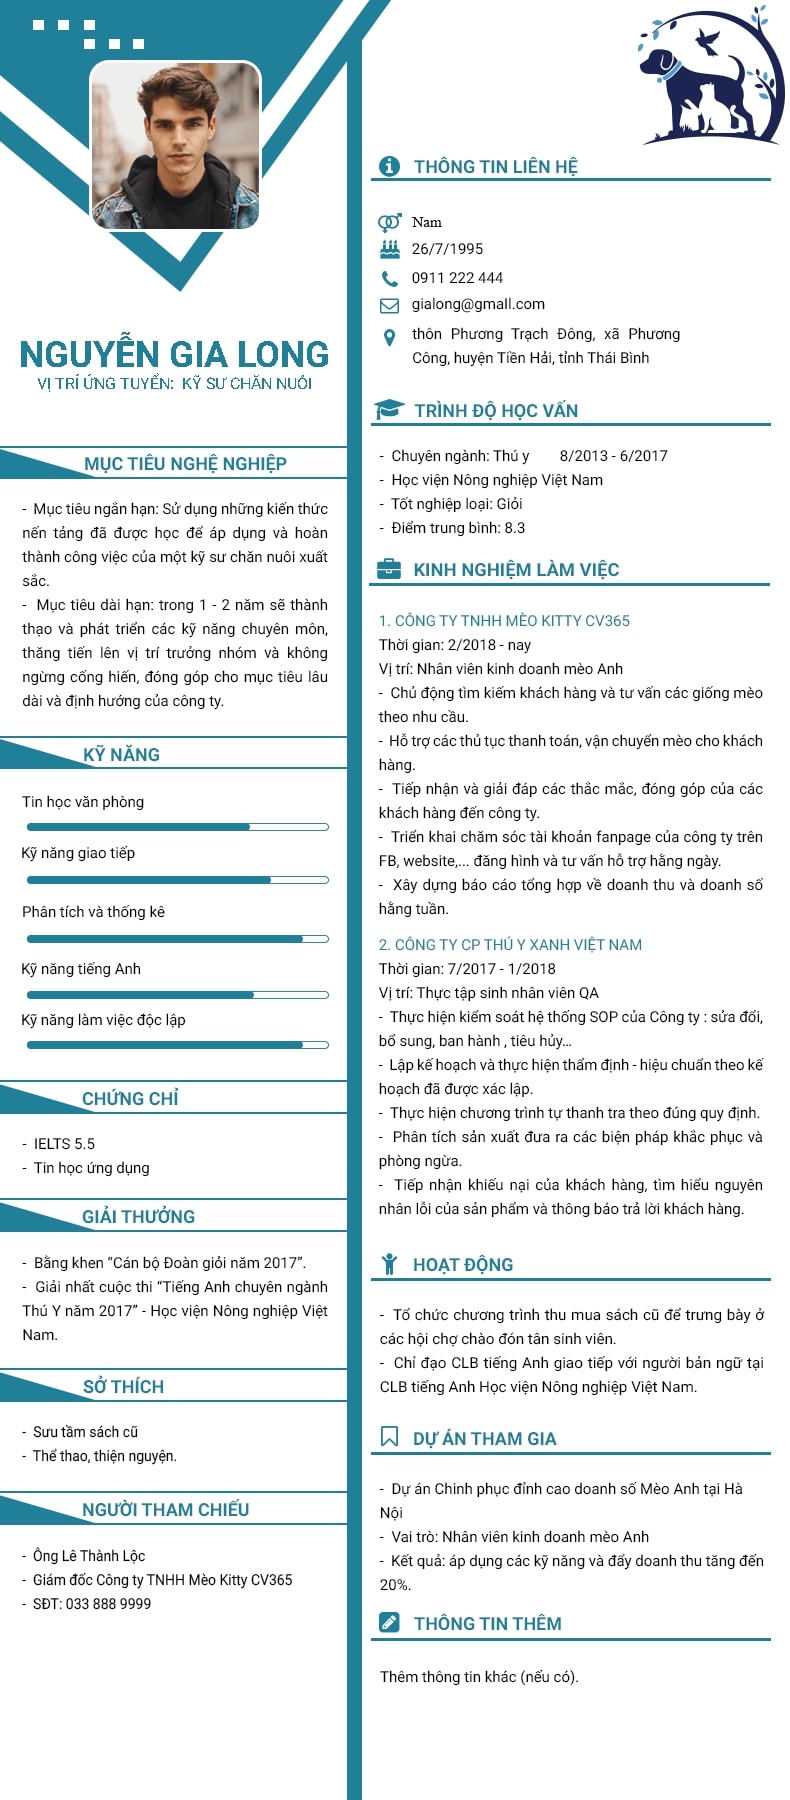 NGUYỄN GIA LONG
VỊ TRÍ ỨNG TUYỂN: KỸ SƯ CHĂN NUÔI
MỤC TIÊU NGHỀ NGHIỆP
- Mục tiêu ngắn hạn: Sử dụng những kiến thức
nền tảng đã được học để áp dụng và hoàn
thành công việc của một kỹ sư chăn nuôi xuất
sắc.
- Mục tiêu dài hạn: trong 1 - 2 năm sẽ thành
thạo và phát triển các kỹ năng chuyên môn,
thăng tiến lên vị trí trưởng nhóm và không
ngừng cống hiến, đóng góp cho mục tiêu lâu
dài và định hướng của công ty.
KỸ NĂNG
Tin học văn phòng
Kỹ năng giao tiếp
Phân tích và thống kê
Kỹ năng tiếng Anh
Kỹ năng làm việc độc lập
CHỨNG CHỈ
- IELTS 5.5
- Tin học ứng dụng
GIẢI THƯỞNG
- Bằng khen “Cán bộ Đoàn giỏi năm 2017”.
- Giải nhất cuộc thi “Tiếng Anh chuyên ngành
Thú Y năm 2017” - Học viện Nông nghiệp Việt
Nam.
SỞ THÍCH
- Sưu tầm sách cũ
- Thể thao, thiện nguyện.
NGƯỜI THAM CHIẾU
- Ông Lê Thành Lộc
- Giám đốc Công ty TNHH Mèo Kitty CV365
- SĐT: 033 888 9999
THÔNG TIN LIÊN HỆ
Nam
26/7/1995
0911 222 444
gialong@gmall.com
thôn Phương Trạch Đông, xã Phương
Công, huyện Tiền Hải, tỉnh Thái Bình
TRÌNH ĐỘ HỌC VẤN
- Chuyên ngành: Thú y 8/2013 - 6/2017
- Học viện Nông nghiệp Việt Nam
- Tốt nghiệp loại: Giỏi
- Điểm trung bình: 8.3
KINH NGHIỆM LÀM VIỆC
1. CÔNG TY TNHH MÈO KITTY CV365
Thời gian: 2/2018 - nay
Vị trí: Nhân viên kinh doanh mèo Anh
- Chủ động tìm kiếm khách hàng và tư vấn các giống mèo
theo nhu cầu.
- Hỗ trợ các thủ tục thanh toán, vận chuyển mèo cho khách
hàng.
- Tiếp nhận và giải đáp các thắc mắc, đóng góp của các
khách hàng đến công ty.
- Triển khai chăm sóc tài khoản fanpage của công ty trên
FB, website,... đăng hình và tư vấn hỗ trợ hằng ngày.
- Xây dựng báo cáo tổng hợp về doanh thu và doanh số
hằng tuần.
2. CÔNG TY CP THÚ Y XANH VIỆT NAM
Thời gian: 7/2017 - 1/2018
Vị trí: Thực tập sinh nhân viên QA
- Thực hiện kiểm soát hệ thống SOP của Công ty : sửa đổi,
bổ sung, ban hành , tiêu hủy…
- Lập kế hoạch và thực hiện thẩm định - hiệu chuẩn theo kế
hoạch đã được xác lập.
- Thực hiện chương trình tự thanh tra theo đúng quy định.
- Phân tích sản xuất đưa ra các biện pháp khắc phục và
phòng ngừa.
- Tiếp nhận khiếu nại của khách hàng, tìm hiểu nguyên
nhân lỗi của sản phẩm và thông báo trả lời khách hàng.
HOẠT ĐỘNG
- Tổ chức chương trình thu mua sách cũ để trưng bày ở
các hội chợ chào đón tân sinh viên.
- Chỉ đạo CLB tiếng Anh giao tiếp với người bản ngữ tại
CLB tiếng Anh Học viện Nông nghiệp Việt Nam.
DỰ ÁN THAM GIA
- Dự án Chinh phục đỉnh cao doanh số Mèo Anh tại Hà
Nội
- Vai trò: Nhân viên kinh doanh mèo Anh
- Kết quả: áp dụng các kỹ năng và đẩy doanh thu tăng đến
20%.
THÔNG TIN THÊM
Thêm thông tin khác (nếu có).